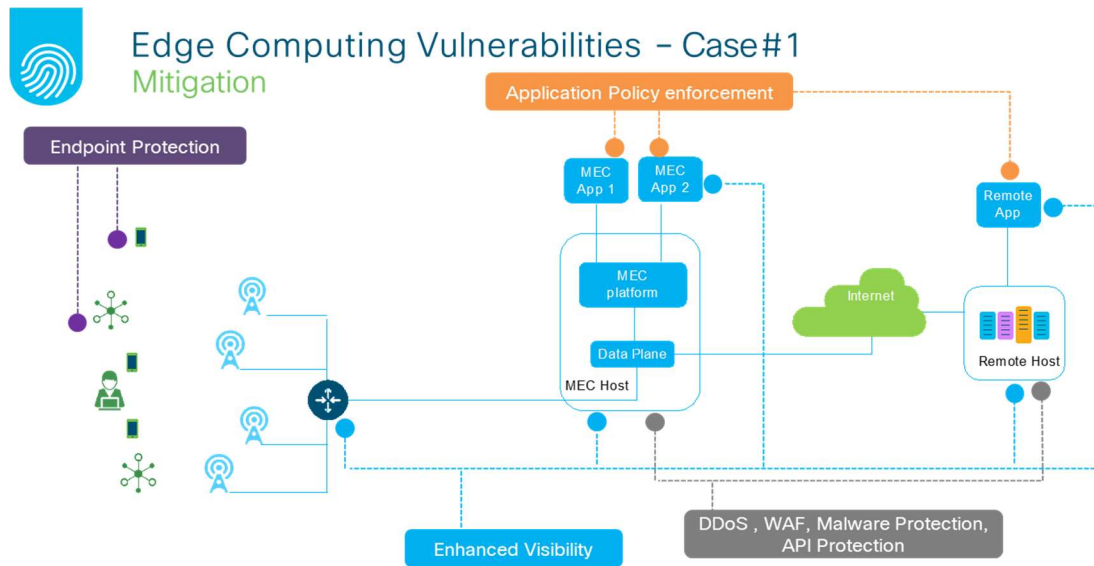 Edge Computing Vulnerabilities – Case#1
Mitigation
Application Policy enforcement
Endpoint Protection
MEC
App 1
MEC
App 2
Remote
App
MEC
platform
Internet
Data Plane
MEC Host
Remote Host
DDoS , WAF, Malware Protection,
API Protection
Enhanced Visibility